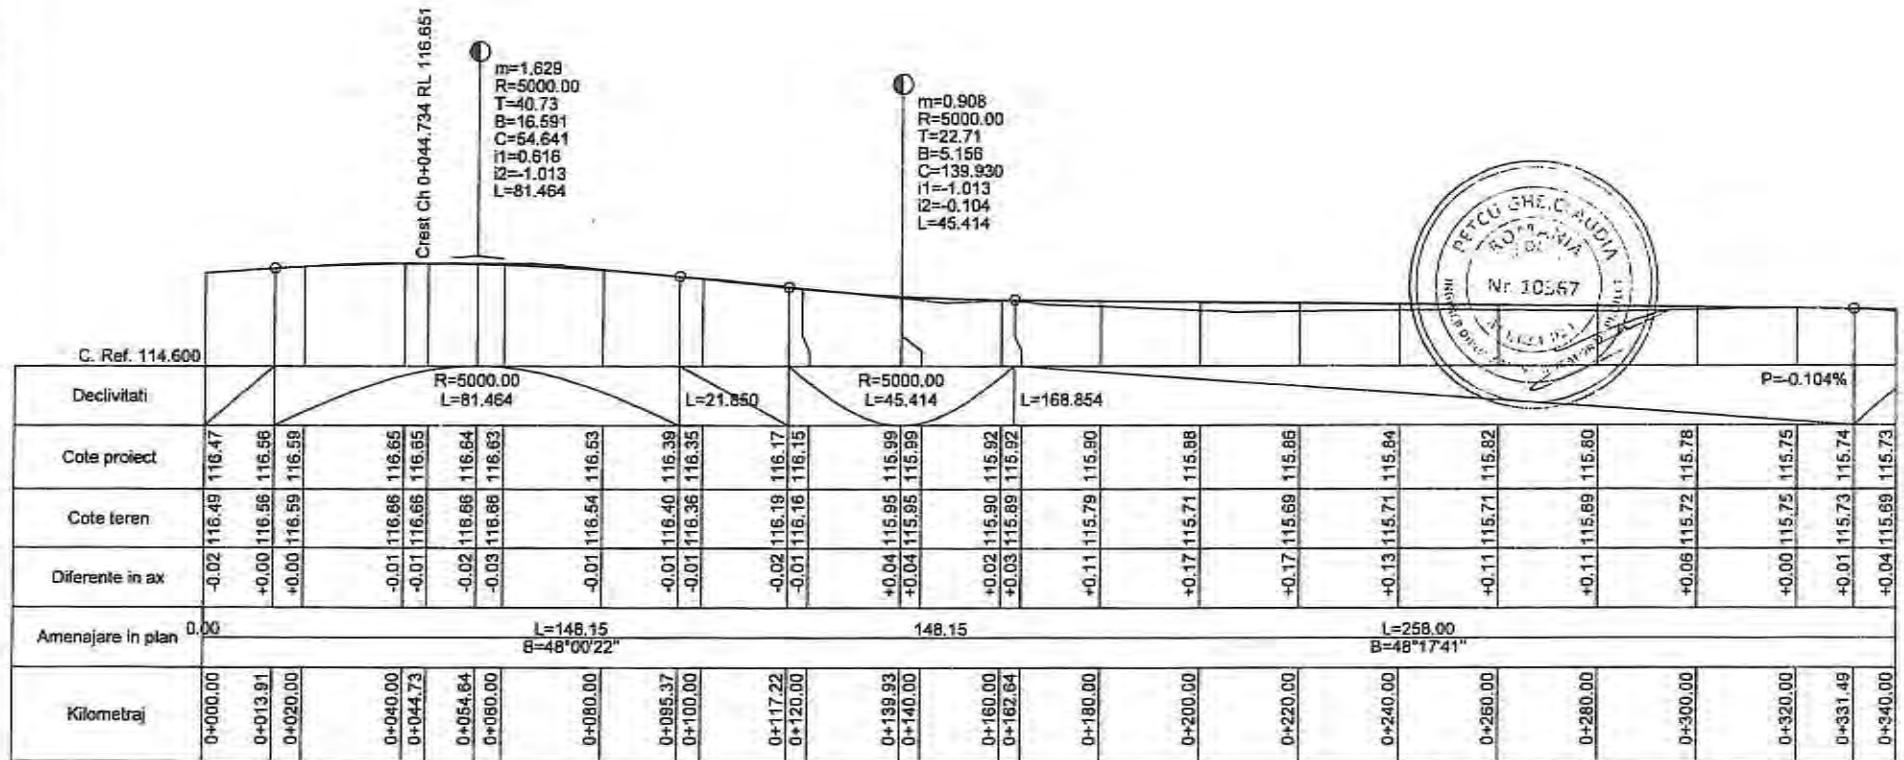 Crest Ch 0+044.734 RL 116.651
m=1.629
R=5000.00
T=40.73
B=16.591
C=54.641
i1=0.616
i2=-1.013
L=81.464
m=0.908
R=5000.00
T=22.71
B=5.156
C=139.930
i1=-1.013
i2=-0.104
L=45.414
PETCU GHE.CLAUDIA
ROMANIA
Nr. 10367
C. Ref. 114.600
Declivitati
R=5000.00
L=81.464
L=21.850
R=5000.00
L=45.414
L=168.854
P=-0.104%
Cote proiect 116.47 116.56 116.59 116.65 116.65 116.64 116.63 116.53 116.39 116.35 116.17 116.15 115.99 115.99 115.92 115.92 115.90 115.88 115.86 115.84 115.82 115.80 115.78 115.75 115.74 115.73
Cote teren 116.49 116.56 116.59 116.66 116.66 116.66 116.66 116.54 116.40 116.36 116.19 116.16 115.95 115.95 115.90 115.89 115.79 115.71 115.69 115.71 115.71 115.69 115.72 115.75 115.73 115.69
Diferente in ax -0.02 +0.00 +0.00 -0.01 -0.01 -0.02 -0.03 -0.01 -0.01 -0.01 -0.02 -0.01 +0.04 +0.04 +0.02 +0.03 +0.11 +0.17 +0.17 +0.13 +0.11 +0.11 +0.06 +0.00 +0.01 +0.04
Amenajare in plan 0.00 L=148.15 148.15 L=258.00
B=48°00'22" B=48°17'41"
Kilometraj 0+000.00 0+013.91 0+020.00 0+040.00 0+044.73 0+054.64 0+060.00 0+080.00 0+095.37 0+100.00 0+117.22 0+120.00 0+139.93 0+140.00 0+160.00 0+162.64 0+180.00 0+200.00 0+220.00 0+240.00 0+260.00 0+280.00 0+300.00 0+320.00 0+331.49 0+340.00